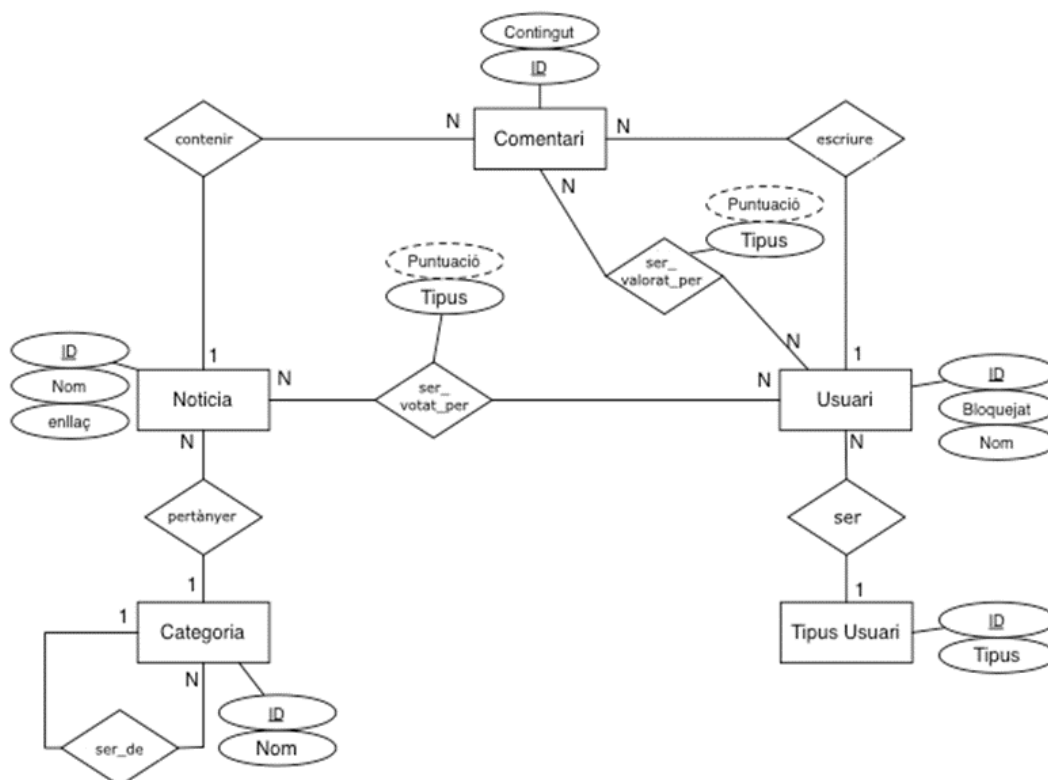 Contingut
ID
contenir
N
Comentari
N
escriure
N
Puntuació
Tipus
ser_
valorat_per
Puntuació
Tipus
N
1
1
ID
Nom
enllaç
Noticia
N
ser_
votat_per
N
Usuari
ID
Bloquejat
Nom
N
N
pertànyer
ser
1
1
1
Categoria
Tipus Usuari
ID
Tipus
N
ID
Nom
ser_de